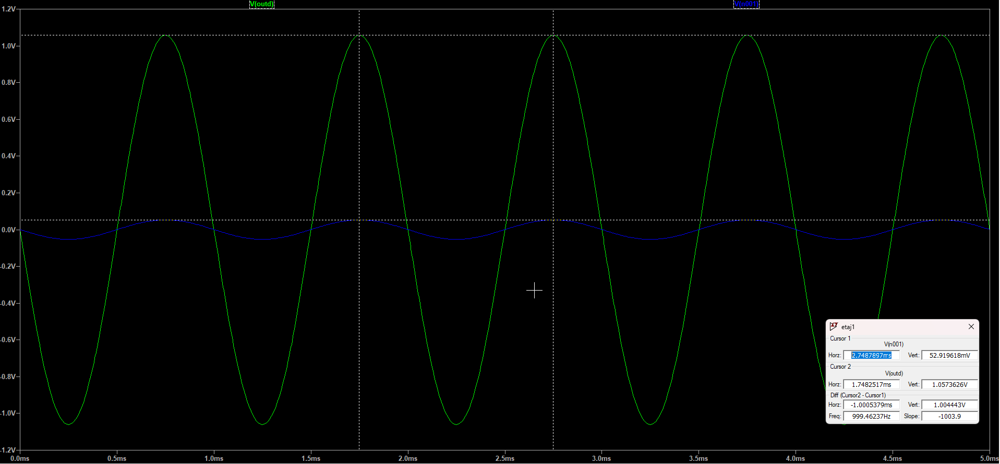 V(outd) V(n001)
1.2V
1.0V
0.8V
0.6V
0.4V
0.2V
0.0V
-0.2V
-0.4V
-0.6V
-0.8V
-1.0V
-1.2V
0.0ms 0.5ms 1.0ms 1.5ms 2.0ms 2.5ms 3.0ms 3.5ms 4.0ms 4.5ms 5.0ms
etaj1
Cursor 1
V(n001)
Horz: 2.7487897ms Vert: 52.919618mV
Cursor 2
V(outd)
Horz: 1.7482517ms Vert: 1.0573626V
Diff (Cursor2 - Cursor1)
Horz: -1.0005379ms Vert: 1.004443V
Freq: 999.46237Hz Slope: -1003.9